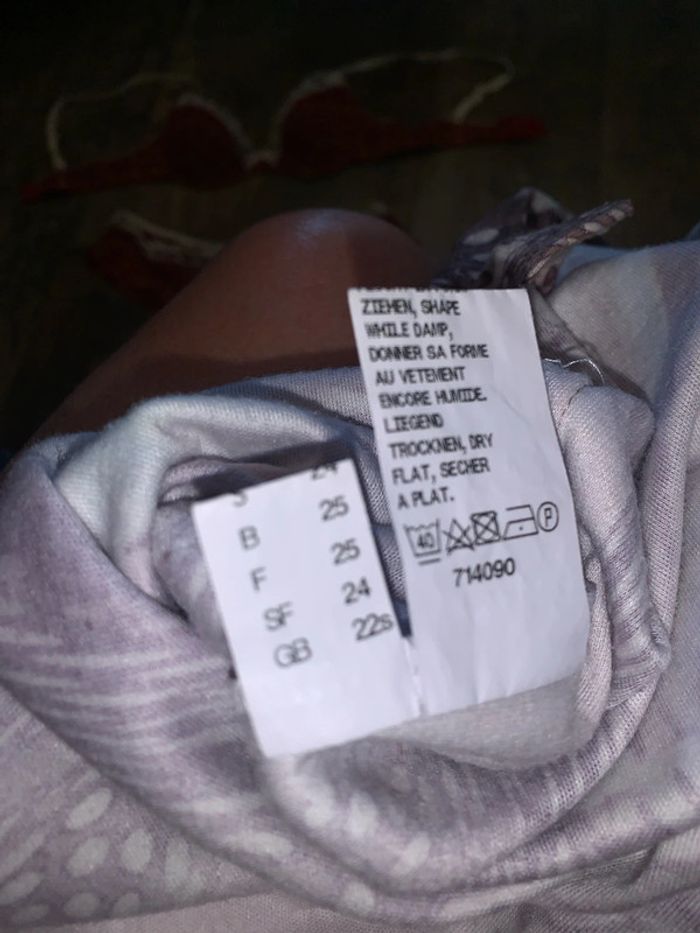 ZIEHEN, SHAPE
WHILE DAMP,
DONNER SA FORME
AU VETEMENT
ENCORE HUMIDE.
LIEGEND
TROCKNEN, DRY
FLAT, SECHER
A PLAT.
40 P
714090
24
B 25
F 25
SF 24
GB 22s